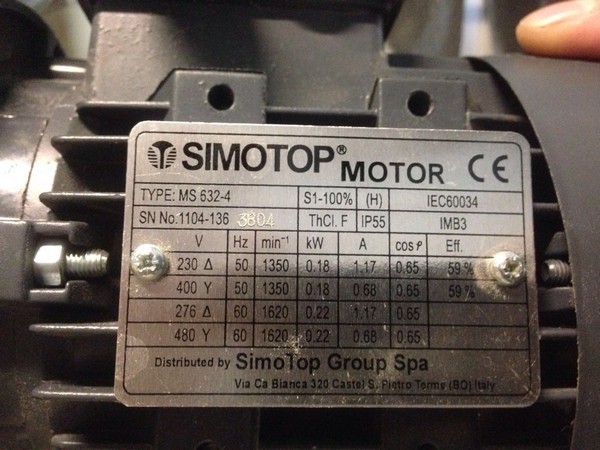 SIMOTOP® MOTOR CE
TYPE: MS 632-4 S1-100% (H) IEC60034
SN No:1104-136 3804 ThCl. F IP55 IMB3
V Hz min⁻¹ kW A cos φ Eff.
230 Δ 50 1350 0.18 1.17 0.65 59 %
400 Y 50 1350 0.18 0.68 0.65 59 %
276 Δ 60 1620 0.22 1.17 0.65
480 Y 60 1620 0.22 0.68 0.65
Distributed by SimoTop Group Spa
Via Ca Bianca 320 Castel S. Pietro Terme (BO) Italy